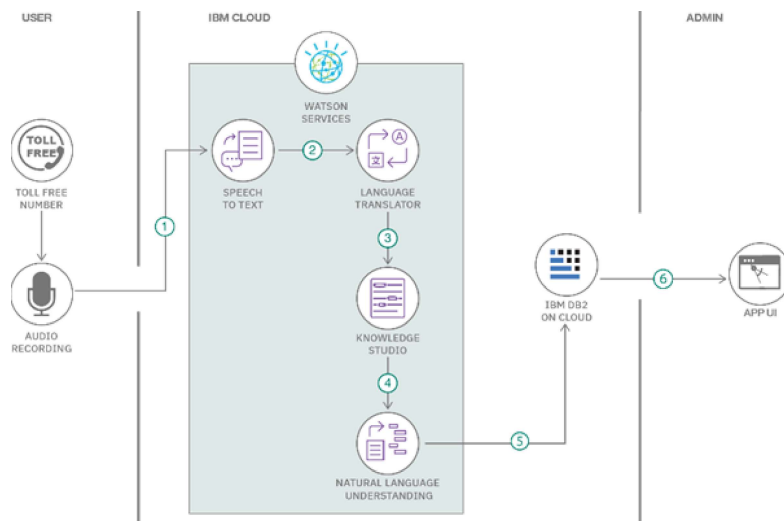 USER
IBM CLOUD
ADMIN
WATSON
SERVICES
TOLL
FREE
TOLL FREE
NUMBER
AUDIO
RECORDING
1
SPEECH
TO TEXT
2
A
文
LANGUAGE
TRANSLATOR
3
KNOWLEDGE
STUDIO
4
NATURAL LANGUAGE
UNDERSTANDING
5
IBM DB2
ON CLOUD
6
APP UI